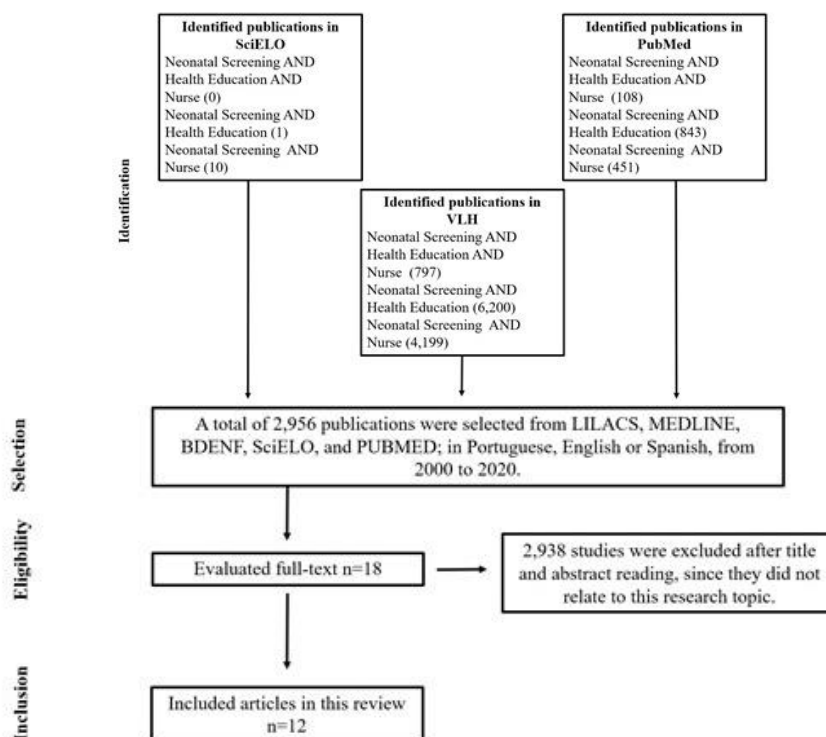 Identification
Identified publications in
SciELO
Neonatal Screening AND
Health Education AND
Nurse (0)
Neonatal Screening AND
Health Education (1)
Neonatal Screening AND
Nurse (10)
Identified publications in
PubMed
Neonatal Screening AND
Health Education AND
Nurse (108)
Neonatal Screening AND
Health Education (843)
Neonatal Screening AND
Nurse (451)
Identified publications in
VLH
Neonatal Screening AND
Health Education AND
Nurse (797)
Neonatal Screening AND
Health Education (6,200)
Neonatal Screening AND
Nurse (4,199)
Selection
A total of 2,956 publications were selected from LILACS, MEDLINE,
BDENF, SciELO, and PUBMED; in Portuguese, English or Spanish, from
2000 to 2020.
Eligibility
Evaluated full-text n=18
2,938 studies were excluded after title
and abstract reading, since they did not
relate to this research topic.
Inclusion
Included articles in this review
n=12